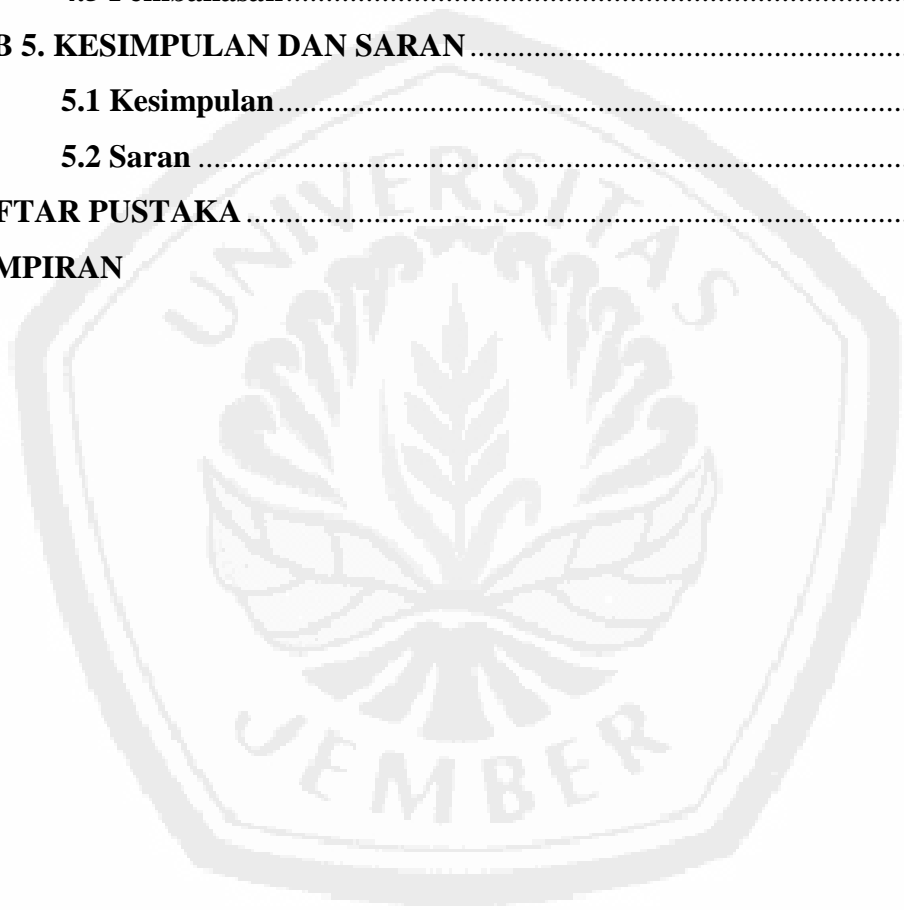 B 5. KESIMPULAN DAN SARAN
5.1 Kesimpulan
5.2 Saran
FTAR PUSTAKA
MPIRAN
UNIVERSITAS
JEMBER